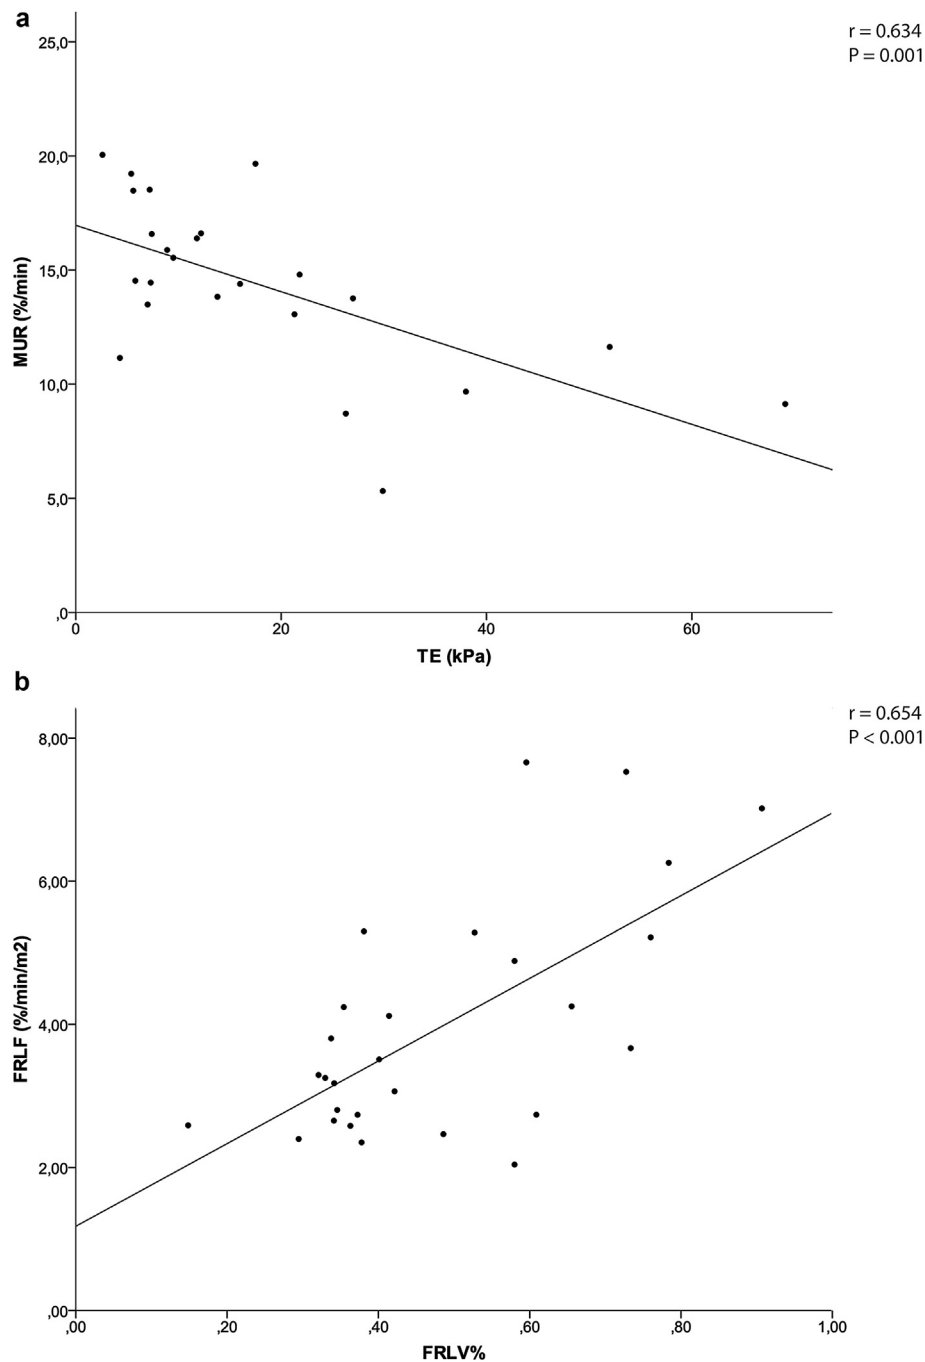 a
r = 0.634
P = 0.001
25,0
20,0
15,0
10,0
5,0
,0
MUR (%/min)
0 20 40 60
TE (kPa)
b
r = 0.654
P < 0.001
8,00
6,00
4,00
2,00
,00
FRLF (%/min/m2)
,00 ,20 ,40 ,60 ,80 1,00
FRLV%